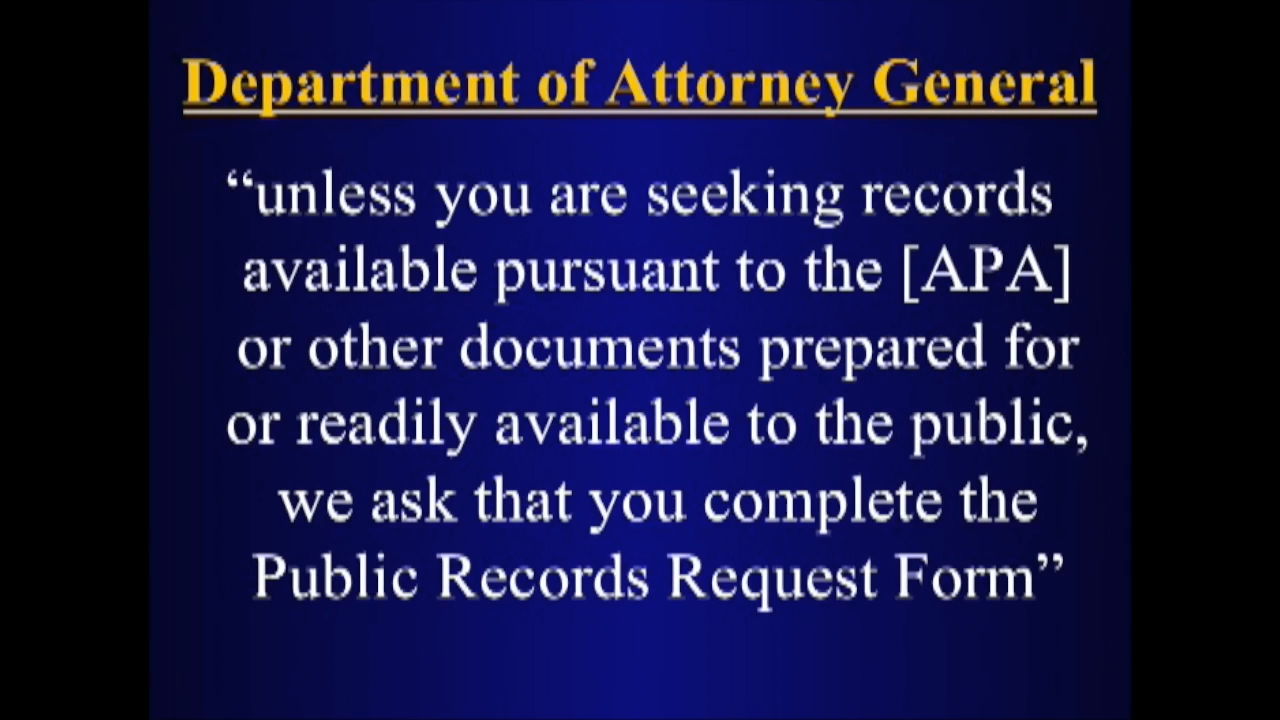 Department of Attorney General
“unless you are seeking records
available pursuant to the [APA]
or other documents prepared for
or readily available to the public,
we ask that you complete the
Public Records Request Form”